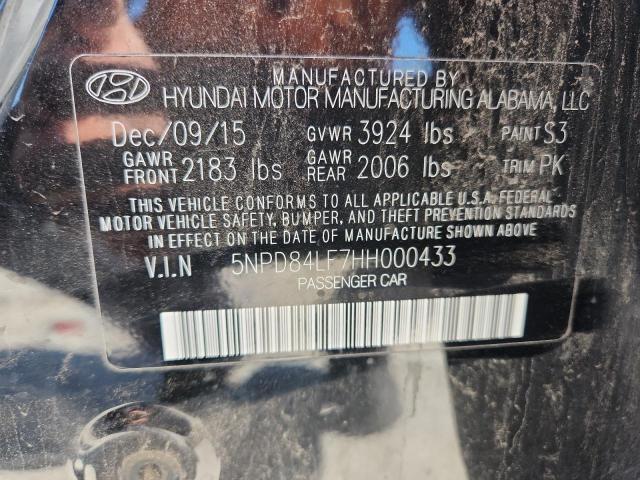 MANUFACTURED BY
HYUNDAI MOTOR MANUFACTURING ALABAMA, LLC
Dec/09/15 GVWR 3924 lbs PAINT S3
GAWR FRONT 2183 lbs GAWR REAR 2006 lbs TRIM PK
THIS VEHICLE CONFORMS TO ALL APPLICABLE U.S.A. FEDERAL
MOTOR VEHICLE SAFETY, BUMPER, AND THEFT PREVENTION STANDARDS
IN EFFECT ON THE DATE OF MANUFACTURE SHOWN ABOVE
V.I.N 5NPD84LF7HH000433
PASSENGER CAR